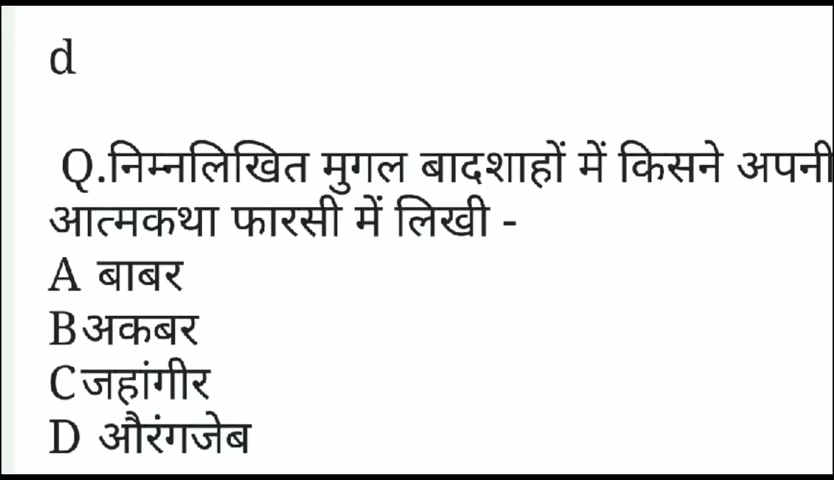 d
Q.निम्नलिखित मुगल बादशाहों में किसने अपनी
आत्मकथा फारसी में लिखी -
A बाबर
Bअकबर
Cजहांगीर
D औरंगजेब